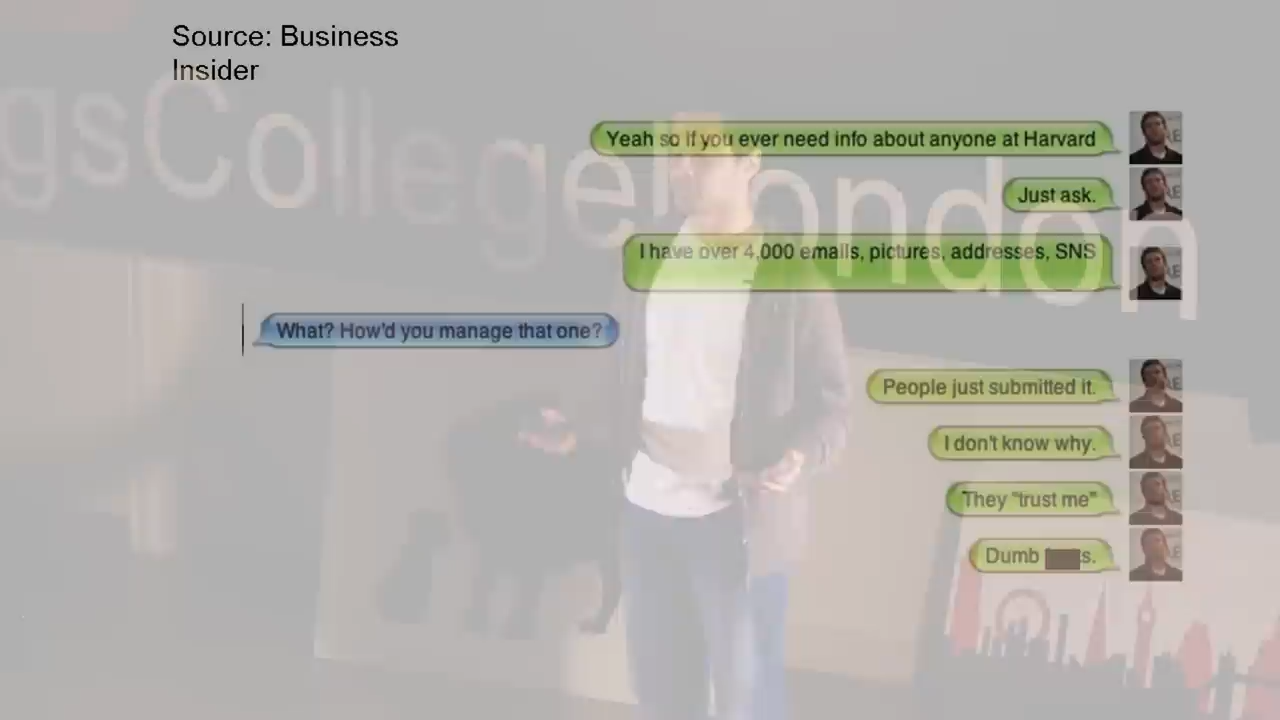 Source: Business
Insider
gsCollegeLondon
Yeah so if you ever need info about anyone at Harvard
Just ask.
I have over 4,000 emails, pictures, addresses, SNS
What? How'd you manage that one?
People just submitted it.
I don't know why.
They "trust me"
Dumb s.